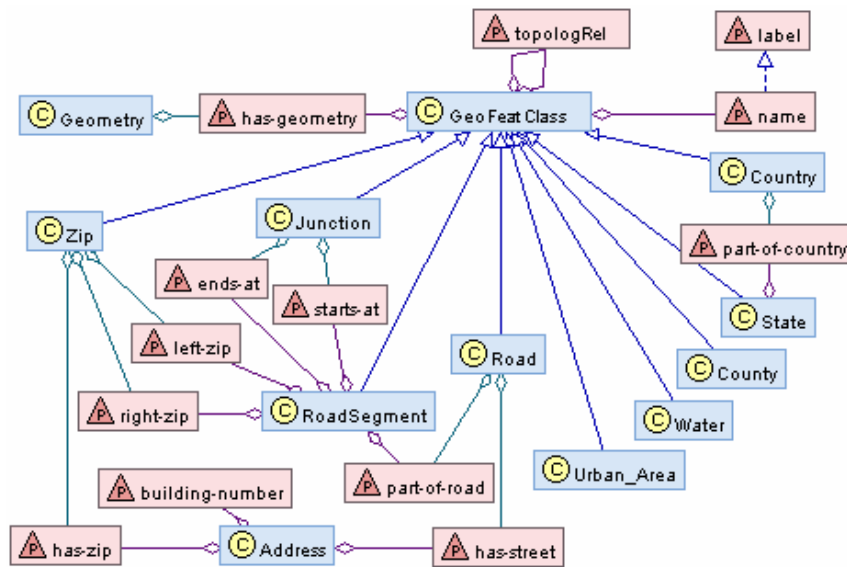 P topologRel
P label
C Geometry
P has-geometry
C GeoFeatClass
P name
C Zip
C Junction
C Country
P ends-at
P starts-at
P part-of-country
P left-zip
C Road
C State
P right-zip
C RoadSegment
C County
C Water
P building-number
P part-of-road
C Urban_Area
P has-zip
C Address
P has-street